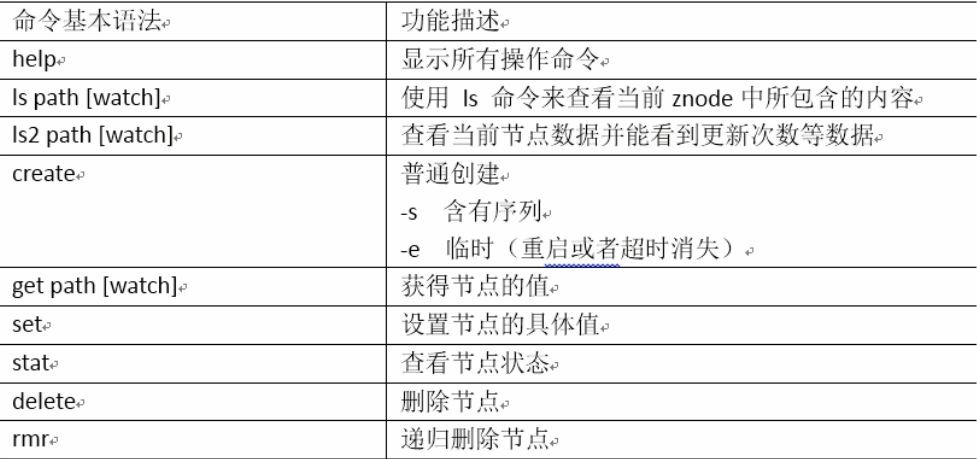 命令基本语法 功能描述
help 显示所有操作命令
ls path [watch] 使用 ls 命令来查看当前 znode 中所包含的内容
ls2 path [watch] 查看当前节点数据并能看到更新次数等数据
create 普通创建
-s 含有序列
-e 临时（重启或者超时消失）
get path [watch] 获得节点的值
set 设置节点的具体值
stat 查看节点状态
delete 删除节点
rmr 递归删除节点